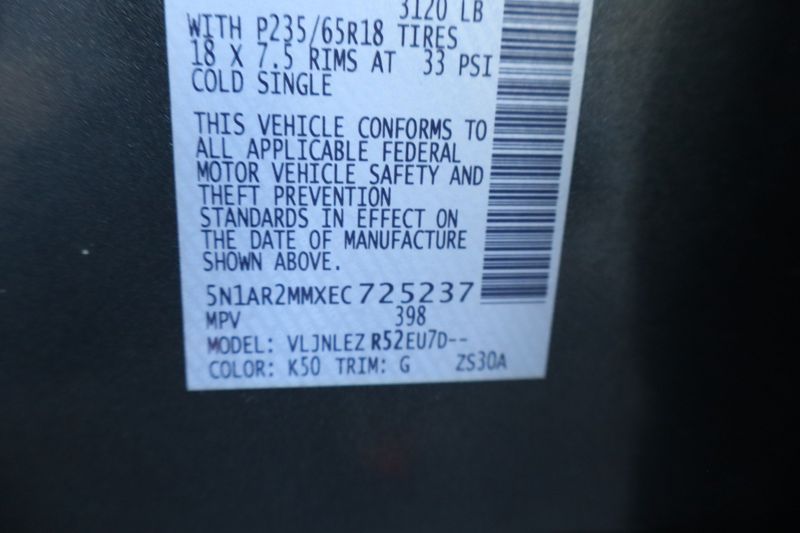 3120 LB
WITH P235/65R18 TIRES
18 X 7.5 RIMS AT 33 PSI
COLD SINGLE
THIS VEHICLE CONFORMS TO
ALL APPLICABLE FEDERAL
MOTOR VEHICLE SAFETY AND
THEFT PREVENTION
STANDARDS IN EFFECT ON
THE DATE OF MANUFACTURE
SHOWN ABOVE.
5N1AR2MMXEC725237
MPV 398
MODEL: VLJNLEZ R52EU7D--
COLOR: K50 TRIM: G ZS30A